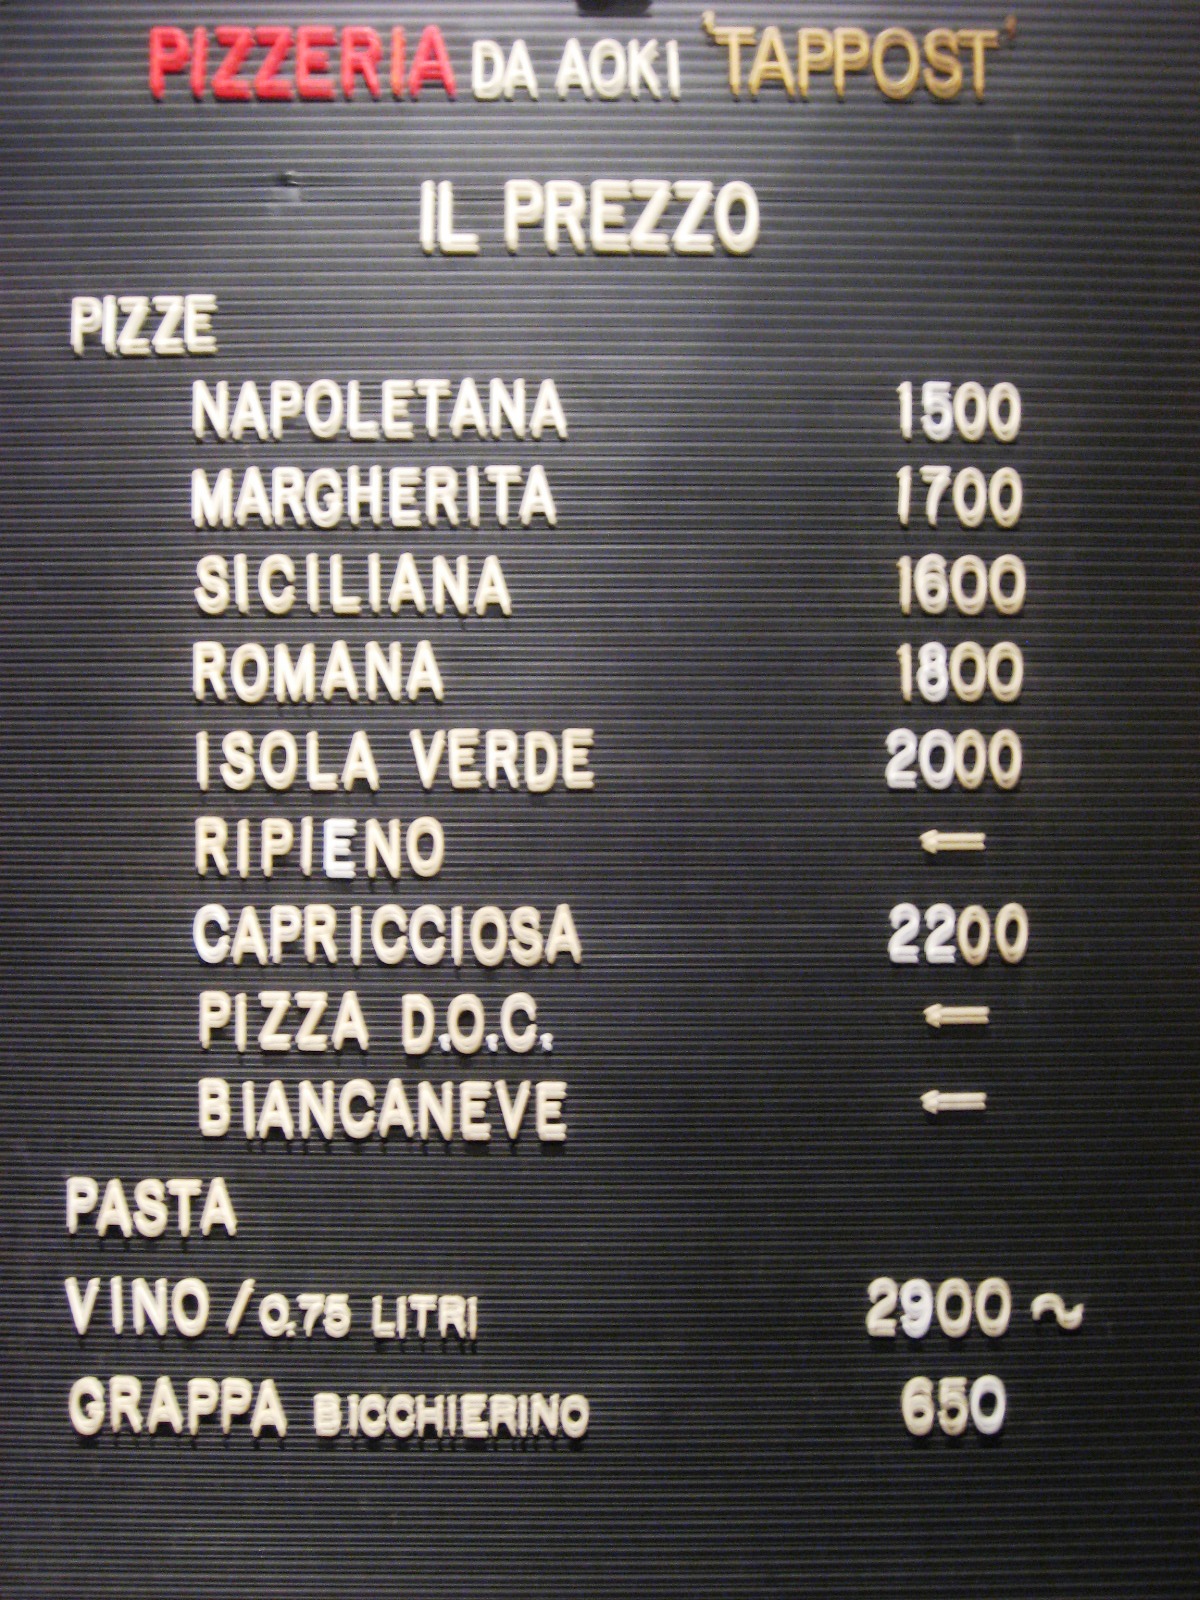 PIZZERIA DA AOKI 'TAPPOST'
IL PREZZO
PIZZE
NAPOLETANA 1500
MARGHERITA 1700
SICILIANA 1600
ROMANA 1800
ISOLA VERDE 2000
RIPIENO ←
CAPRICCIOSA 2200
PIZZA D.O.C. ←
BIANCANEVE ←
PASTA
VINO / 0.75 LITRI 2900 ~
GRAPPA BICCHIERINO 650